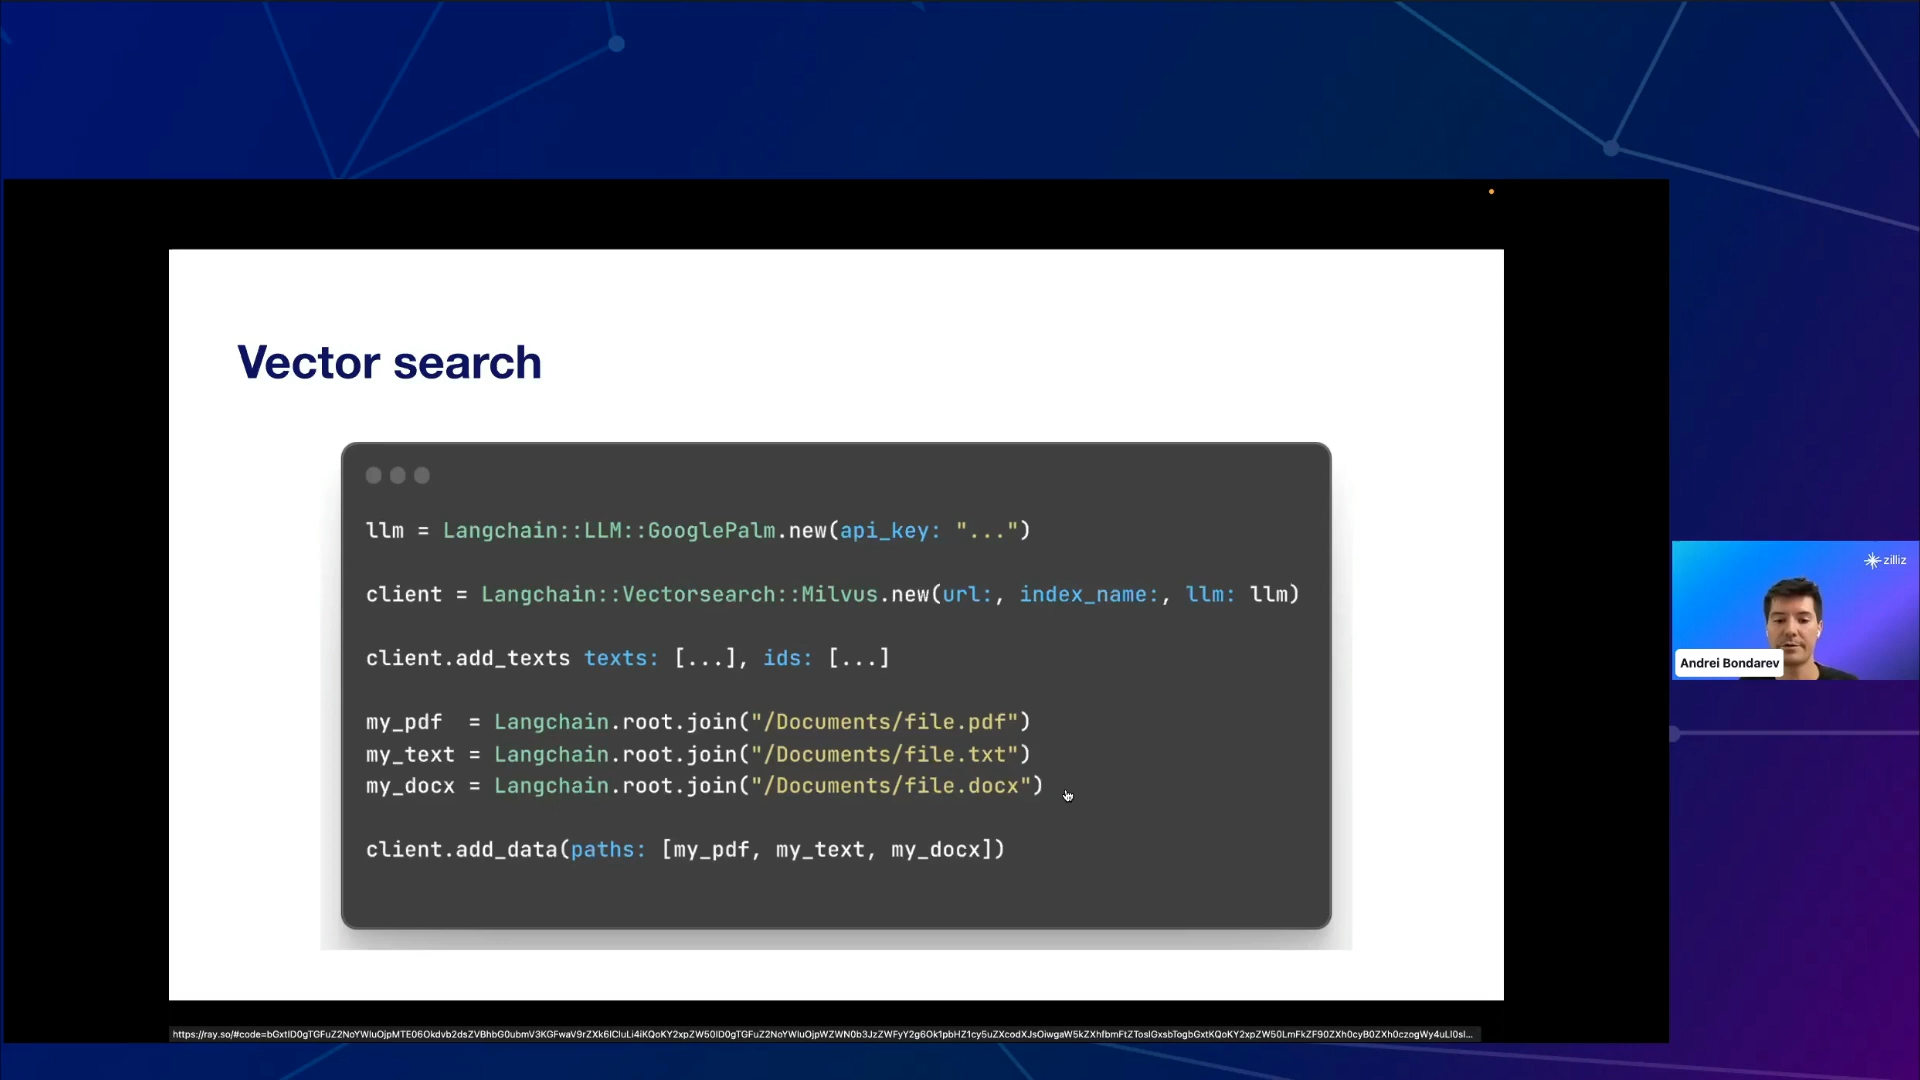 Vector search
llm = Langchain::LLM::GooglePalm.new(api_key: "...")
client = Langchain::Vectorsearch::Milvus.new(url:, index_name:, llm: llm)
client.add_texts texts: [...], ids: [...]
my_pdf  = Langchain.root.join("/Documents/file.pdf")
my_text = Langchain.root.join("/Documents/file.txt")
my_docx = Langchain.root.join("/Documents/file.docx")
client.add_data(paths: [my_pdf, my_text, my_docx])
zilliz
Andrei Bondarev